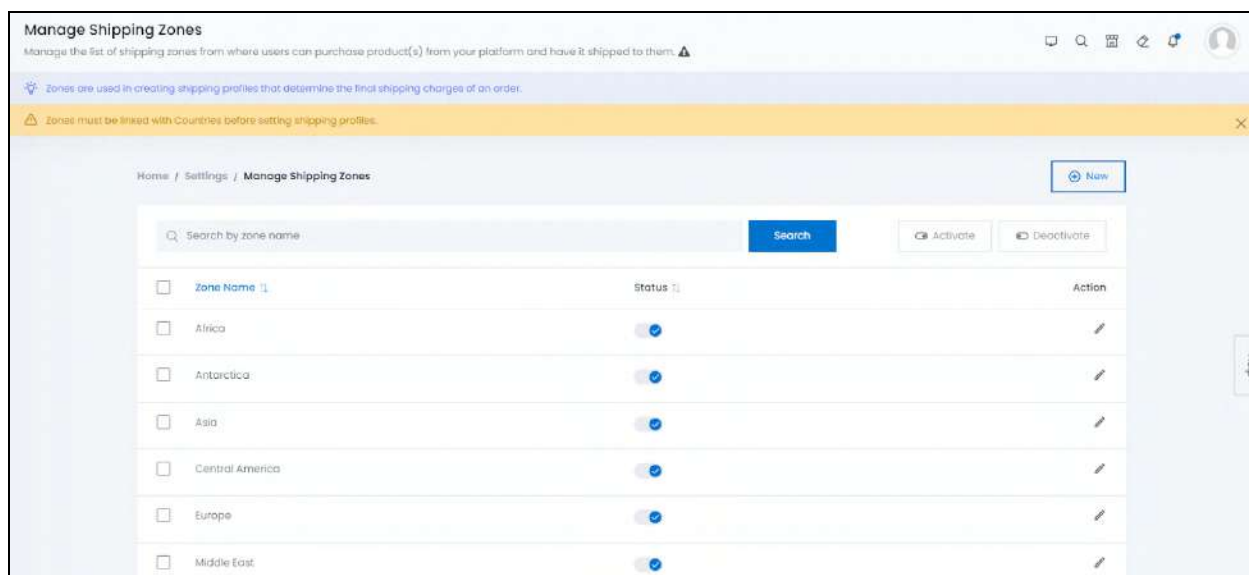 Manage Shipping Zones
Manage the list of shipping zones from where users can purchase product(s) from your platform and have it shipped to them.
Zones are used in creating shipping profiles that determine the final shipping charges of an order.
Zones must be linked with Countries before setting shipping profiles.
Home / Settings / Manage Shipping Zones
New
Search by zone name
Search
Activate
Deactivate
Zone Name
Status
Action
Africa
Antarctica
Asia
Central America
Europe
Middle East